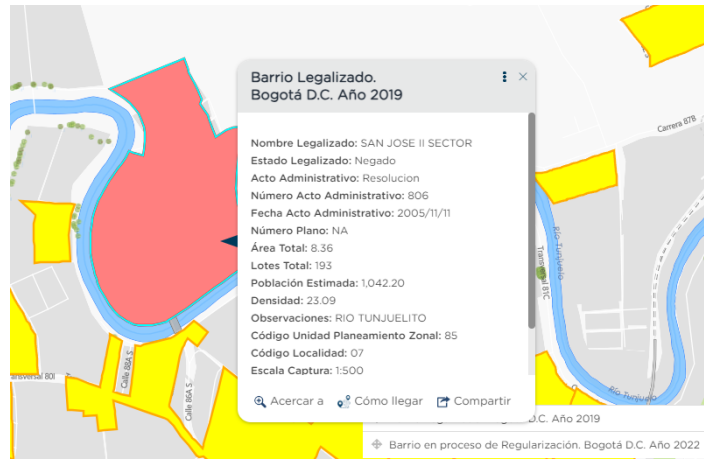 Barrio Legalizado.
Bogotá D.C. Año 2019
Nombre Legalizado: SAN JOSE II SECTOR
Estado Legalizado: Negado
Acto Administrativo: Resolucion
Número Acto Administrativo: 806
Fecha Acto Administrativo: 2005/11/11
Número Plano: NA
Área Total: 8.36
Lotes Total: 193
Población Estimada: 1,042.20
Densidad: 23.09
Observaciones: RIO TUNJUELITO
Código Unidad Planeamiento Zonal: 85
Código Localidad: 07
Escala Captura: 1:500
Acercar a
Cómo llegar
Compartir
Carrera 87B
Río Tunjuelo
Transversal 81C
Río Tunjuelo
ansversal 80I
Calle 88A S
Calle 86A S
D.C. Año 2019
Barrio en proceso de Regularización. Bogotá D.C. Año 2022